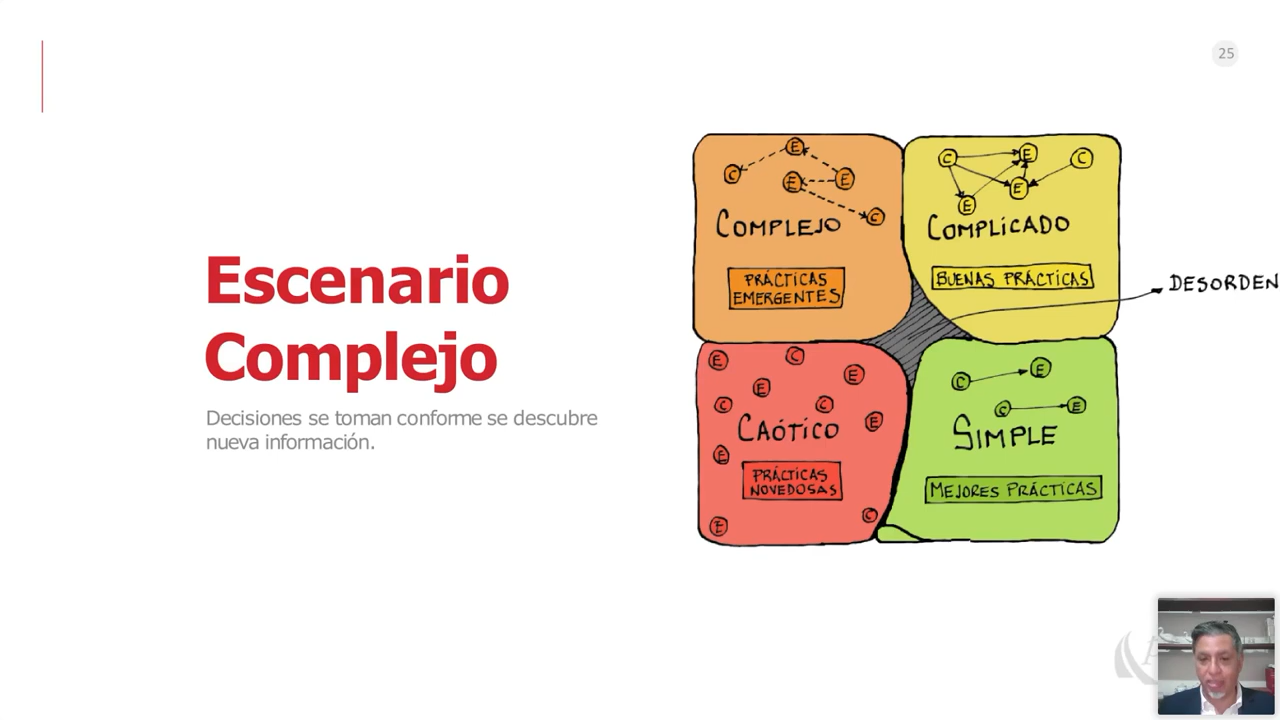 25
Escenario
Complejo
Decisiones se toman conforme se descubre
nueva información.
E
C
E
E
C
COMPLEJO
PRÁCTICAS
EMERGENTES
C
E
C
E
E
COMPLICADO
BUENAS PRÁCTICAS
DESORDEN
E
C
E
E
C
C
E
CAÓTICO
E
PRÁCTICAS
NOVEDOSAS
E
C
C
E
C
E
SIMPLE
MEJORES PRÁCTICAS